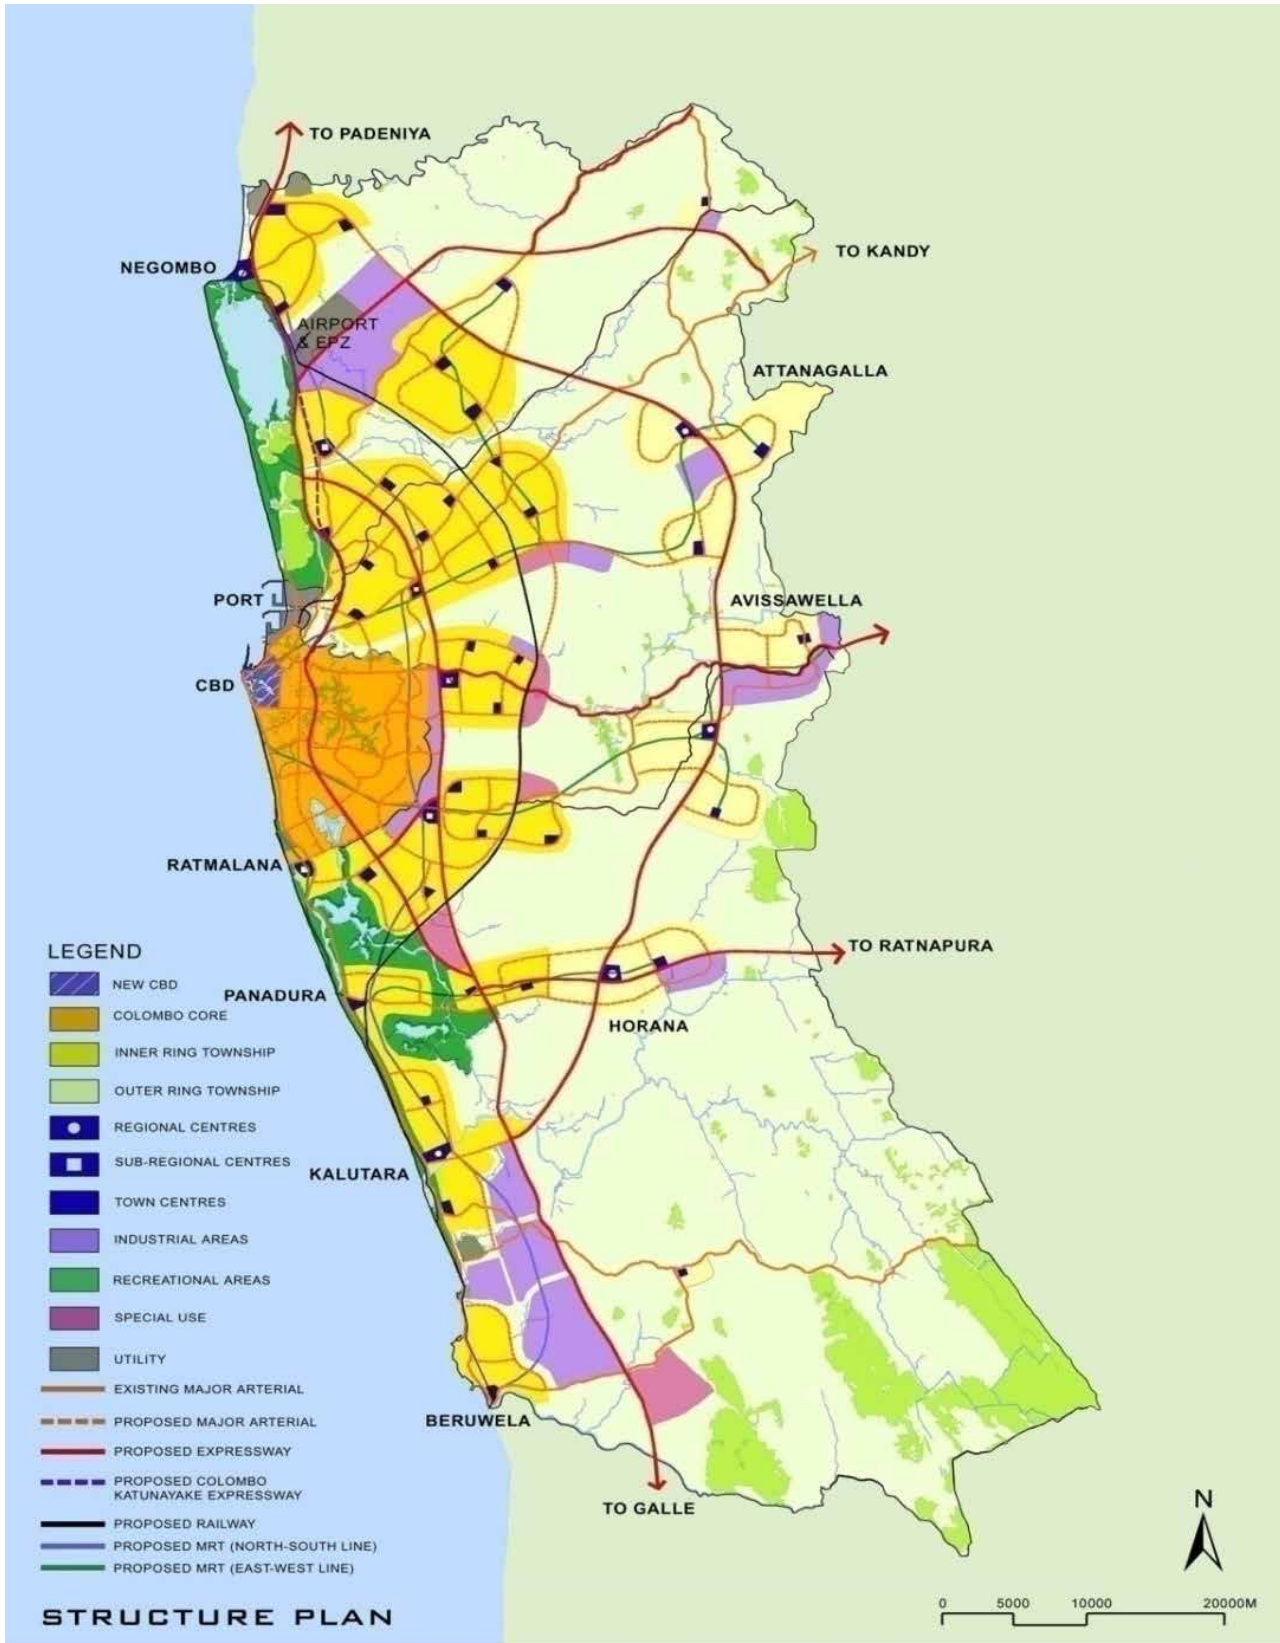 TO PADENIYA
TO KANDY
NEGOMBO
AIRPORT
& EPZ
ATTANAGALLA
PORT
AVISSAWELLA
CBD
RATMALANA
TO RATNAPURA
PANADURA
HORANA
KALUTARA
BERUWELA
TO GALLE
LEGEND
NEW CBD
COLOMBO CORE
INNER RING TOWNSHIP
OUTER RING TOWNSHIP
REGIONAL CENTRES
SUB-REGIONAL CENTRES
TOWN CENTRES
INDUSTRIAL AREAS
RECREATIONAL AREAS
SPECIAL USE
UTILITY
EXISTING MAJOR ARTERIAL
PROPOSED MAJOR ARTERIAL
PROPOSED EXPRESSWAY
PROPOSED COLOMBO
KATUNAYAKE EXPRESSWAY
PROPOSED RAILWAY
PROPOSED MRT (NORTH-SOUTH LINE)
PROPOSED MRT (EAST-WEST LINE)
STRUCTURE PLAN
N
0 5000 10000 20000M